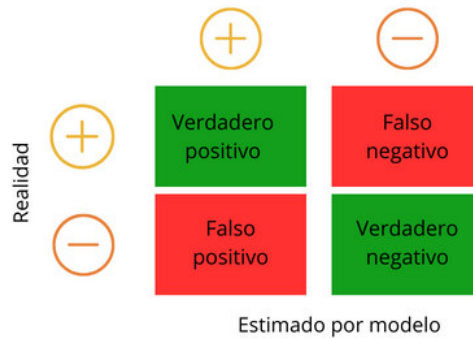 Realidad
Verdadero
positivo
Falso
negativo
Falso
positivo
Verdadero
negativo
Estimado por modelo